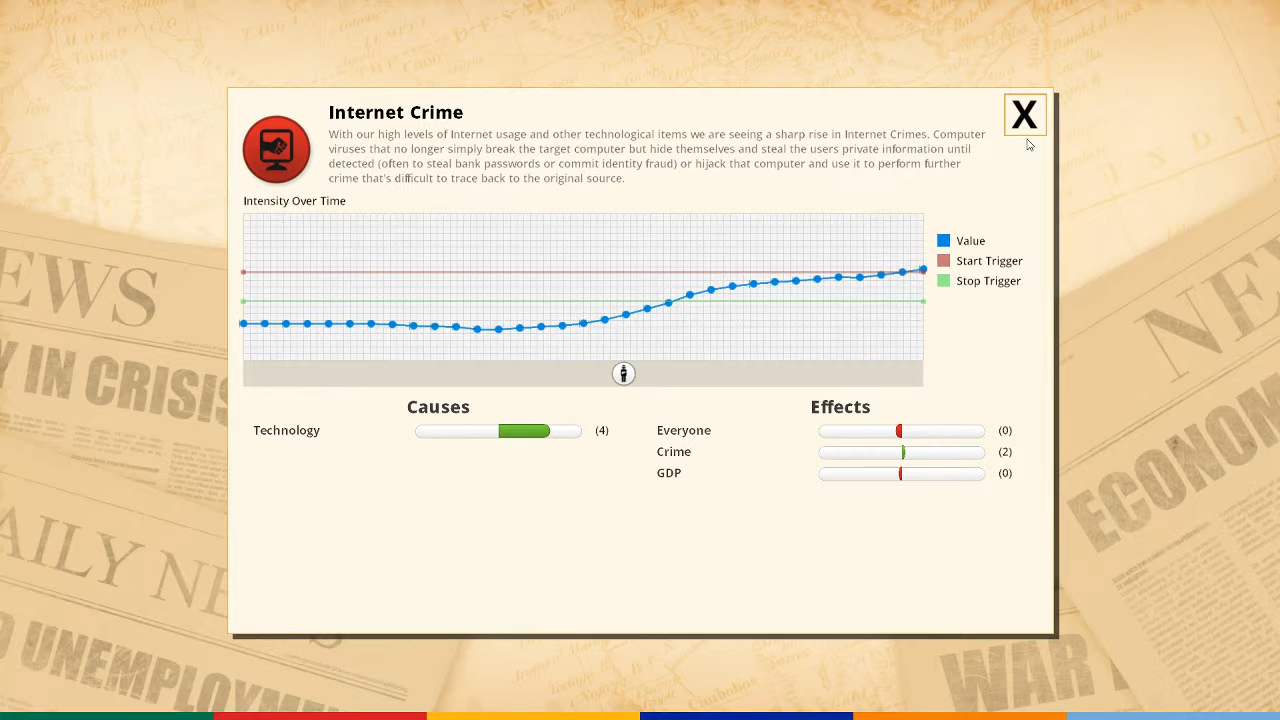 Internet Crime
X
With our high levels of Internet usage and other technological items we are seeing a sharp rise in Internet Crimes. Computer
viruses that no longer simply break the target computer but hide themselves and steal the users private information until
detected (often to steal bank passwords or commit identity fraud) or hijack that computer and use it to perform further
crime that's difficult to trace back to the original source.
Intensity Over Time
Value
Start Trigger
Stop Trigger
Causes
Effects
Technology (4)
Everyone (0)
Crime (2)
GDP (0)
EWS
Y IN CRISIS
AILY NE
D UNEMPLOYME
NE
ECONOM
WAR